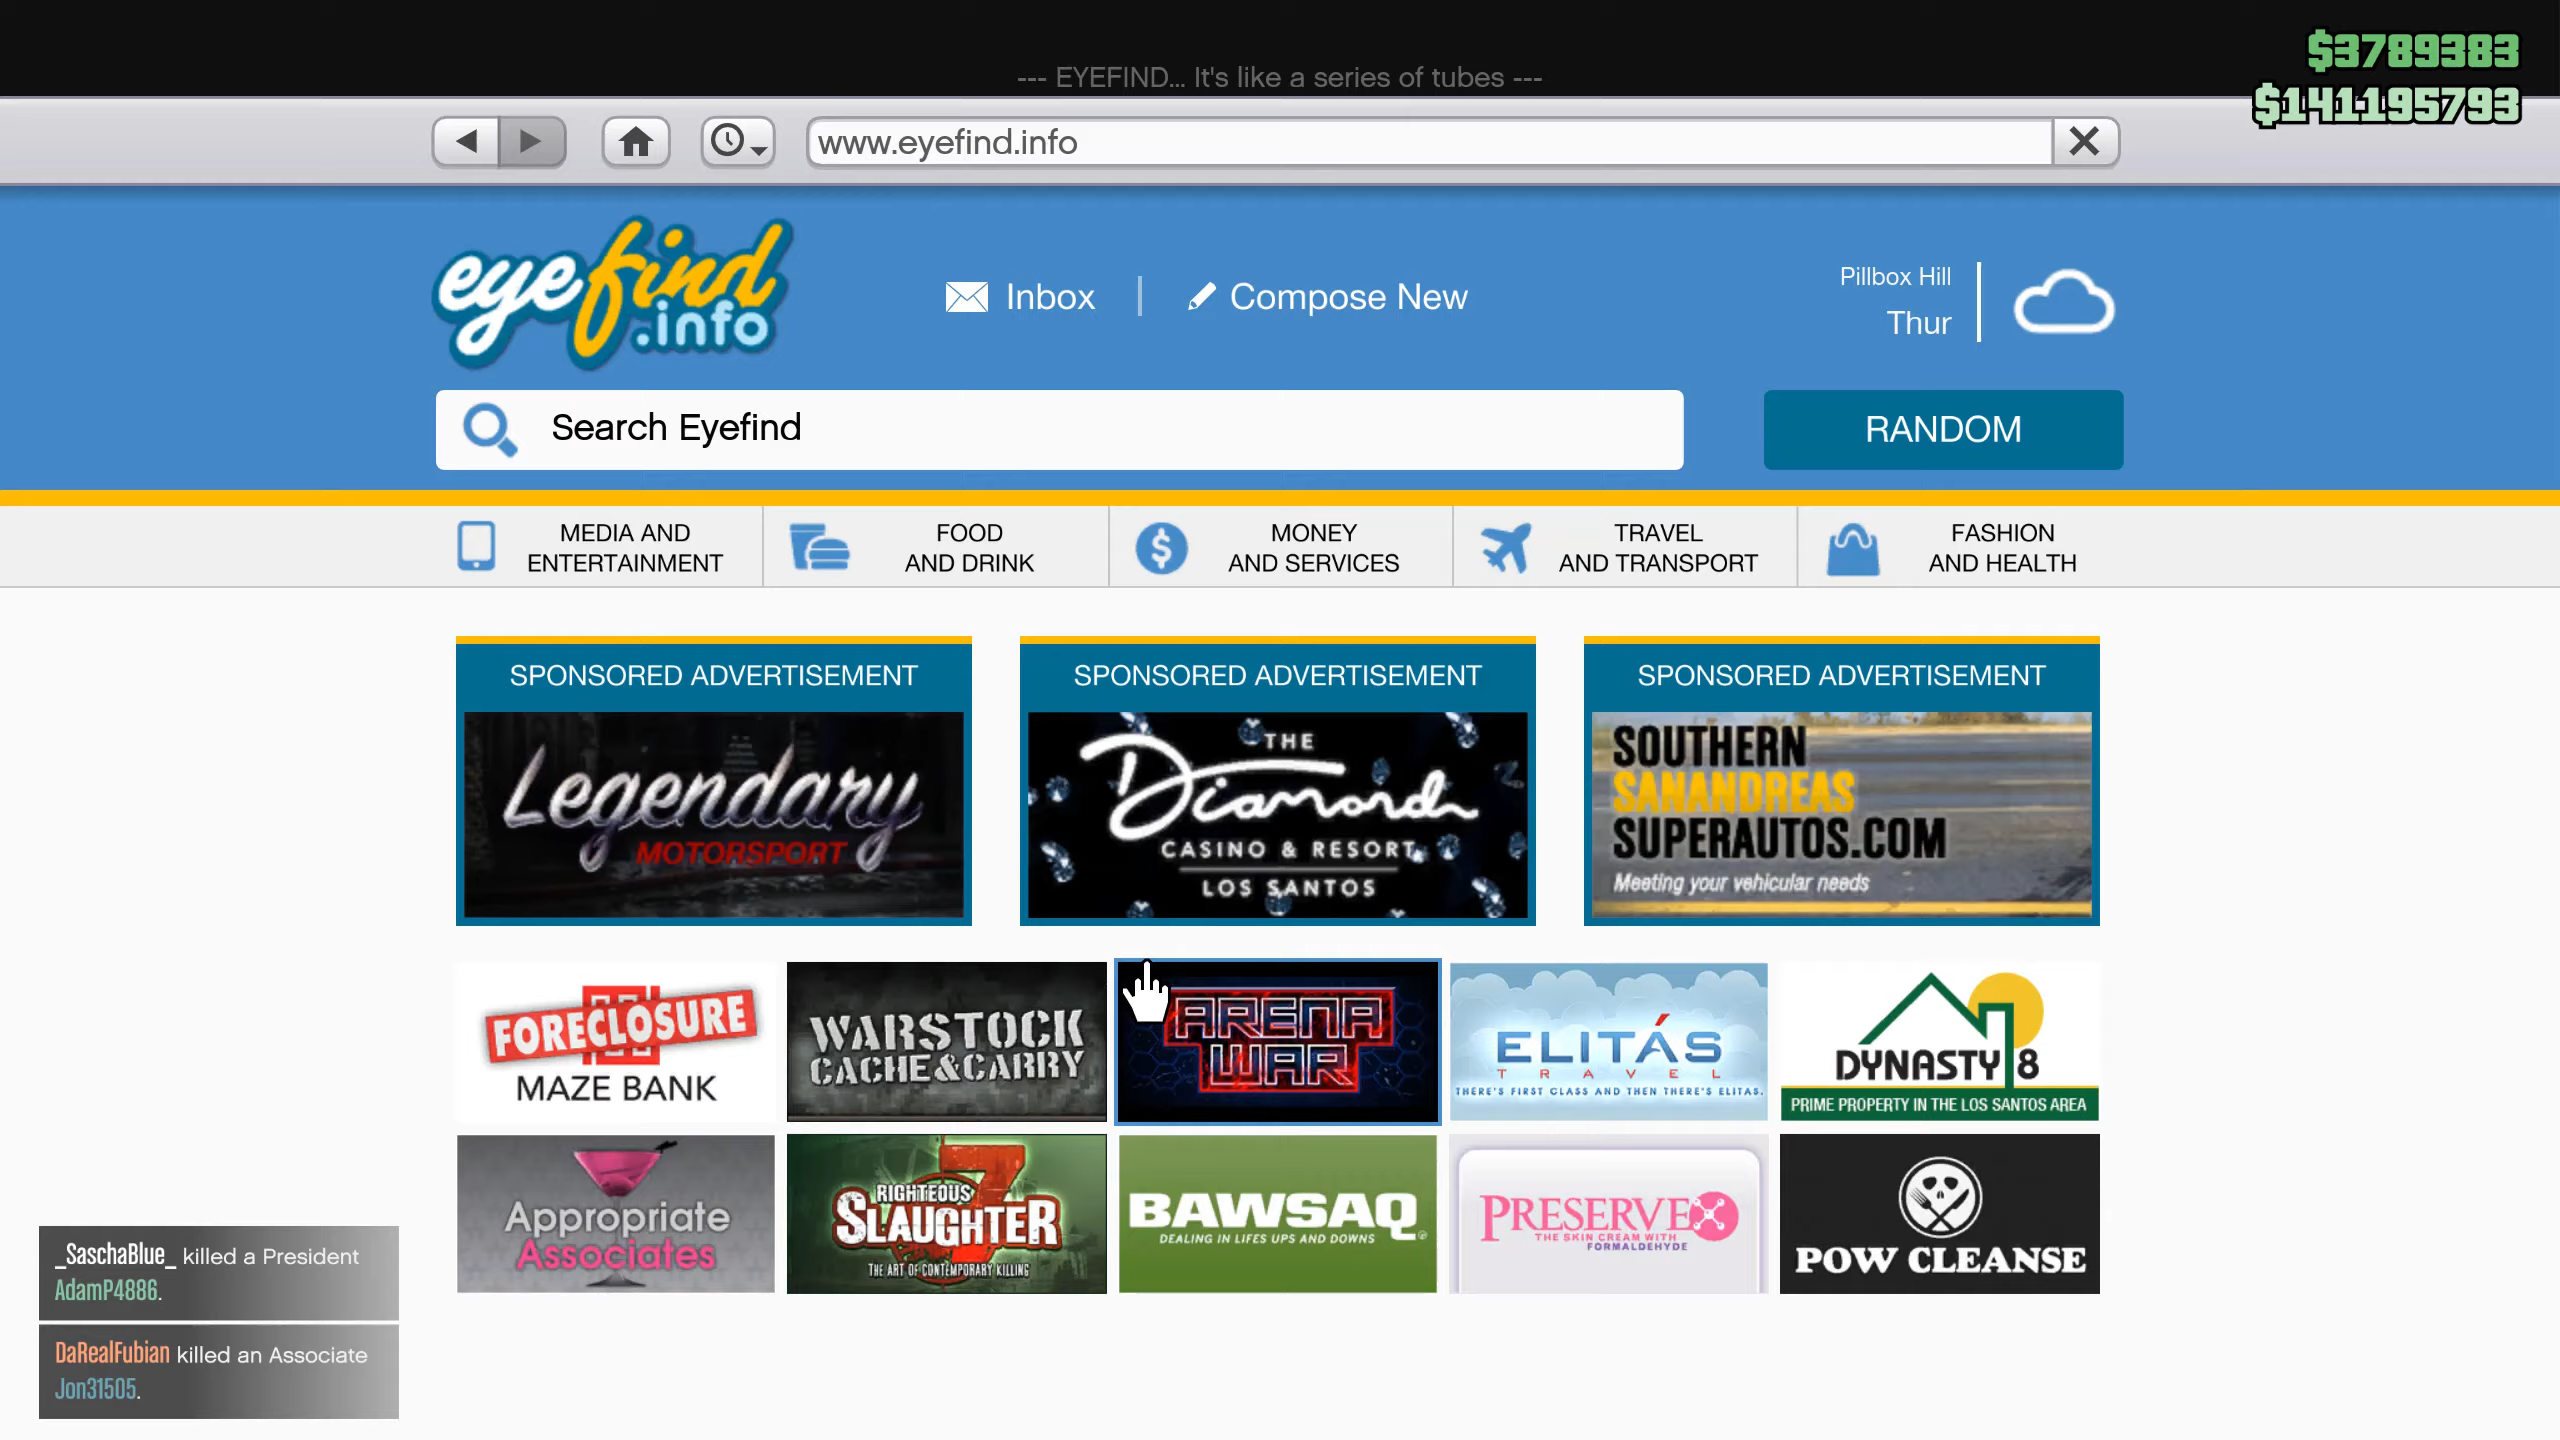 --- EYEFIND... It's like a series of tubes ---
$3789383
$141195793
www.eyefind.info
eyefind
.info
Inbox
Compose New
Pillbox Hill
Thur
Search Eyefind
RANDOM
MEDIA AND
ENTERTAINMENT
FOOD
AND DRINK
MONEY
AND SERVICES
TRAVEL
AND TRANSPORT
FASHION
AND HEALTH
SPONSORED ADVERTISEMENT
Legendary
MOTORSPORT
SPONSORED ADVERTISEMENT
THE
Diamond
CASINO & RESORT
LOS SANTOS
SPONSORED ADVERTISEMENT
SOUTHERN
SANANDREAS
SUPERAUTOS.COM
Meeting your vehicular needs
FORECLOSURE
MAZE BANK
WARSTOCK
CACHE&CARRY
ARENA
WAR
ELITÁS
TRAVEL
THERE'S FIRST CLASS AND THEN THERE'S ELITAS.
DYNASTY 8
PRIME PROPERTY IN THE LOS SANTOS AREA
Appropriate
Associates
7
RIGHTEOUS
SLAUGHTER
THE ART OF CONTEMPORARY KILLING
BAWSAQ
DEALING IN LIFES UPS AND DOWNS
PRESERVEX
THE SKIN CREAM WITH
FORMALDEHYDE
POW CLEANSE
_SaschaBlue_ killed a President
AdamP4886.
DaRealFubian killed an Associate
Jon31505.